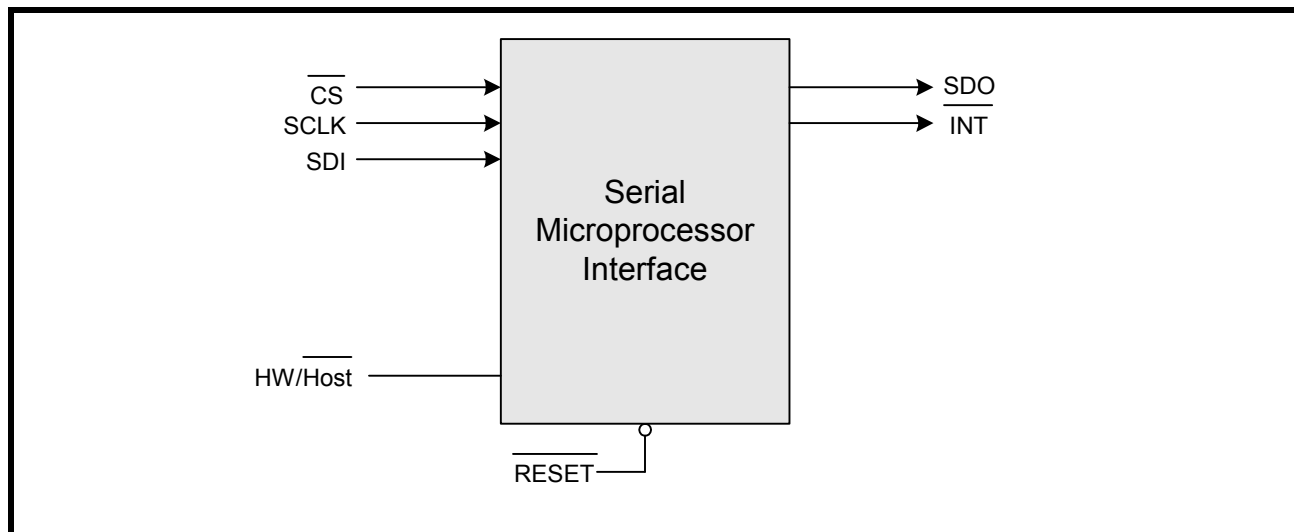 CS
SCLK
SDI
HW/Host
Serial
Microprocessor
Interface
SDO
INT
RESET